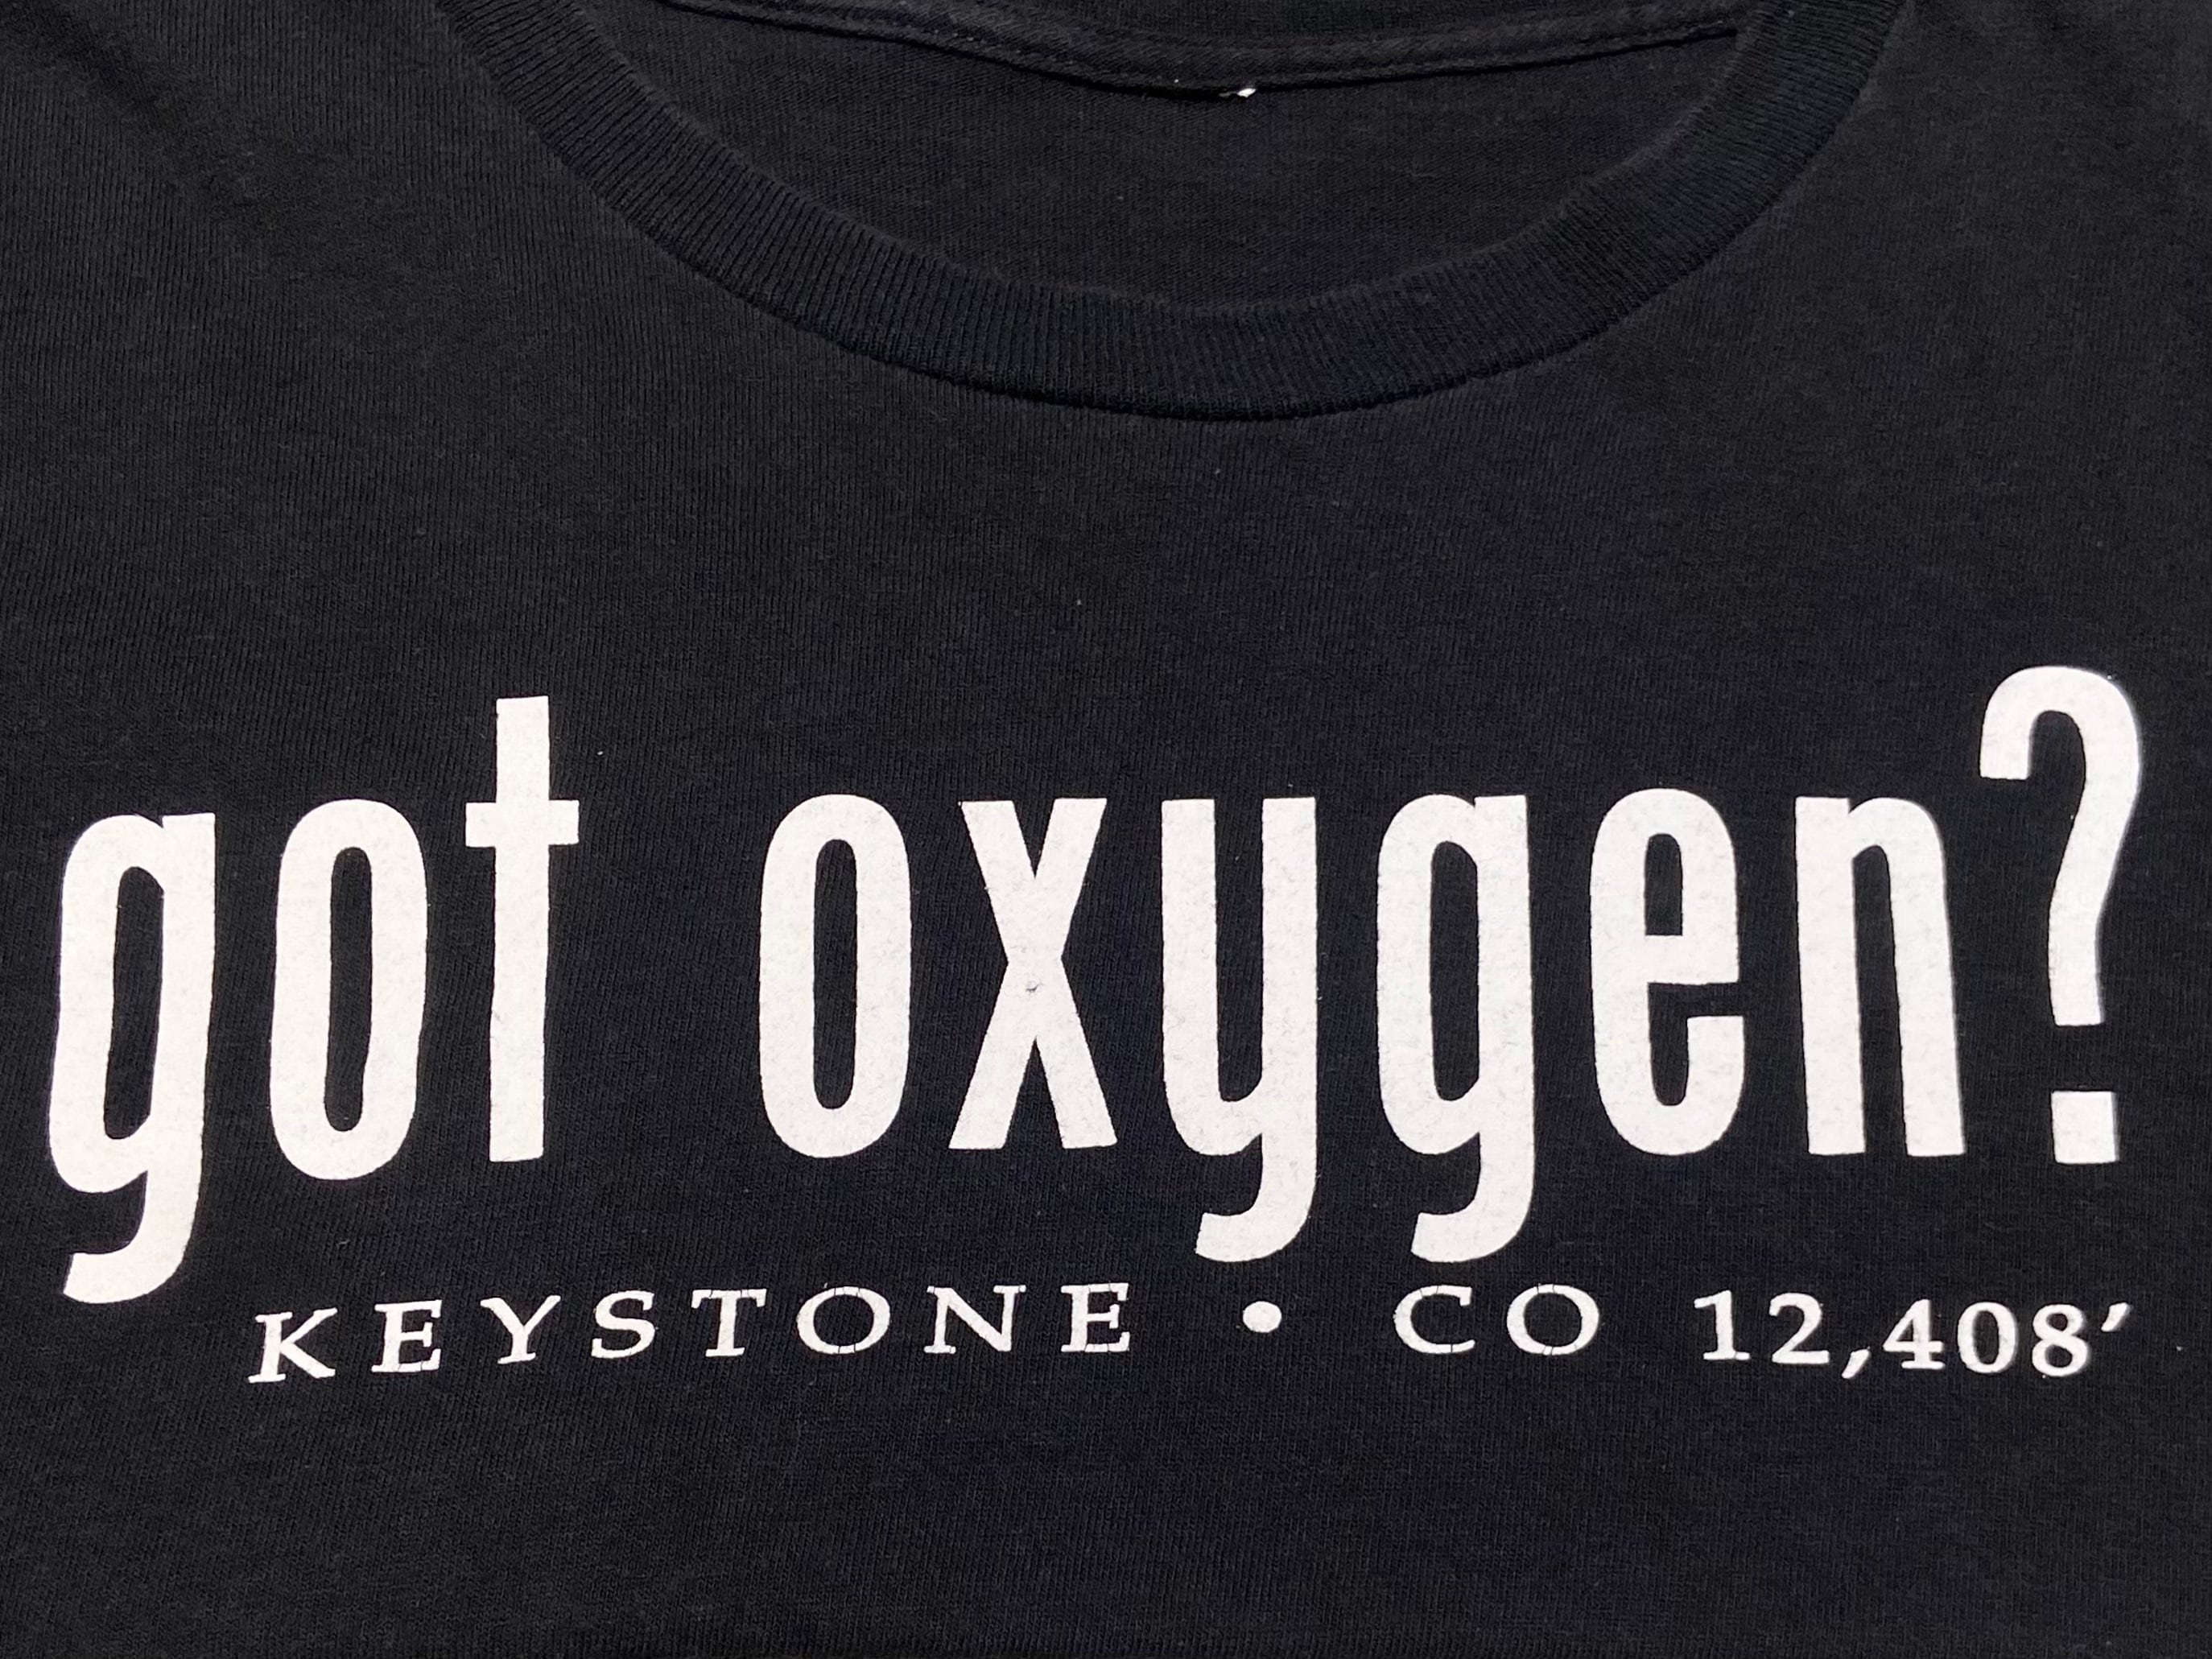 got oxygen?
KEYSTONE • CO 12,408'